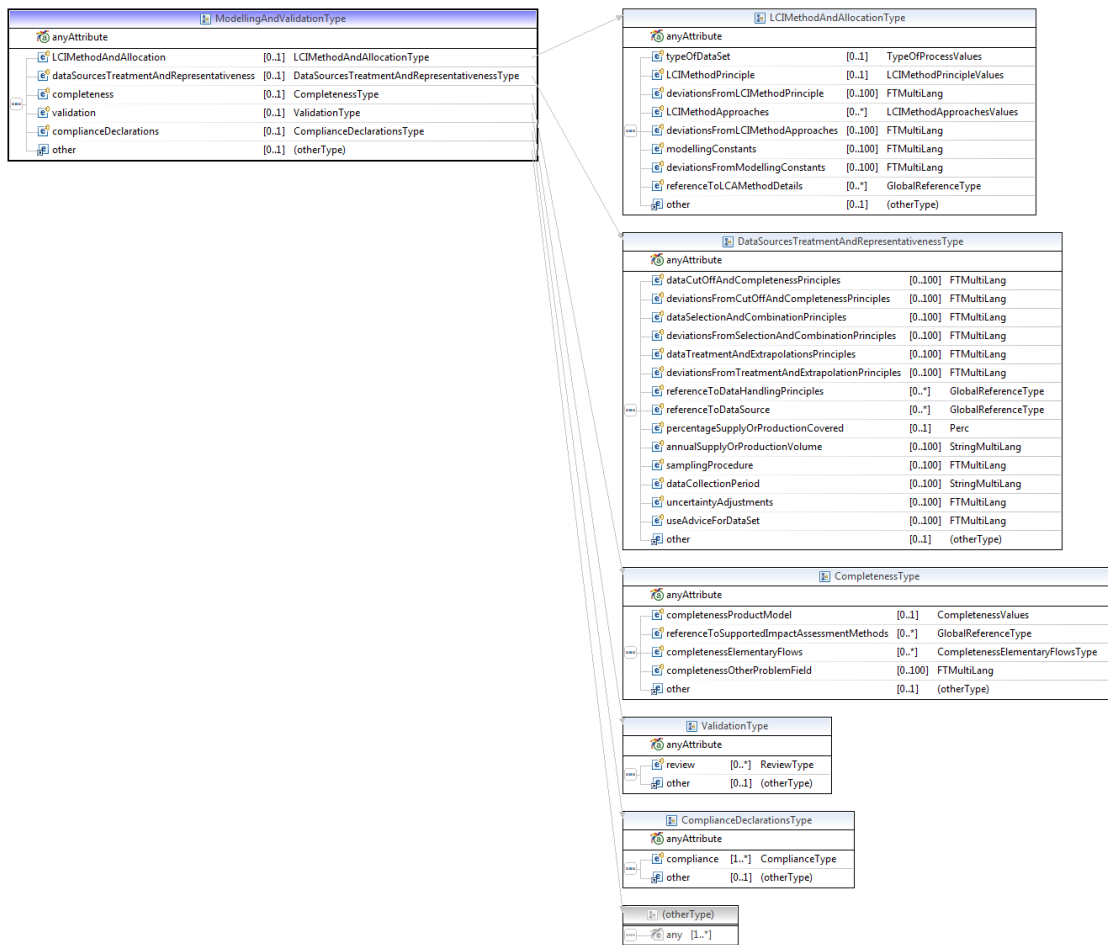 ModellingAndValidationType
anyAttribute
LCIMethodAndAllocation [0..1] LCIMethodAndAllocationType
dataSourcesTreatmentAndRepresentativeness [0..1] DataSourcesTreatmentAndRepresentativenessType
completeness [0..1] CompletenessType
validation [0..1] ValidationType
complianceDeclarations [0..1] ComplianceDeclarationsType
other [0..1] (otherType)
LCIMethodAndAllocationType
anyAttribute
typeOfDataSet [0..1] TypeOfProcessValues
LCIMethodPrinciple [0..1] LCIMethodPrincipleValues
deviationsFromLCIMethodPrinciple [0..100] FTMultiLang
LCIMethodApproaches [0..*] LCIMethodApproachesValues
deviationsFromLCIMethodApproaches [0..100] FTMultiLang
modellingConstants [0..100] FTMultiLang
deviationsFromModellingConstants [0..100] FTMultiLang
referenceToLCAMethodDetails [0..*] GlobalReferenceType
other [0..1] (otherType)
DataSourcesTreatmentAndRepresentativenessType
anyAttribute
dataCutOffAndCompletenessPrinciples [0..100] FTMultiLang
deviationsFromCutOffAndCompletenessPrinciples [0..100] FTMultiLang
dataSelectionAndCombinationPrinciples [0..100] FTMultiLang
deviationsFromSelectionAndCombinationPrinciples [0..100] FTMultiLang
dataTreatmentAndExtrapolationsPrinciples [0..100] FTMultiLang
deviationsFromTreatmentAndExtrapolationPrinciples [0..100] FTMultiLang
referenceToDataHandlingPrinciples [0..*] GlobalReferenceType
referenceToDataSource [0..*] GlobalReferenceType
percentageSupplyOrProductionCovered [0..1] Perc
annualSupplyOrProductionVolume [0..100] StringMultiLang
samplingProcedure [0..100] FTMultiLang
dataCollectionPeriod [0..100] StringMultiLang
uncertaintyAdjustments [0..100] FTMultiLang
useAdviceForDataSet [0..100] FTMultiLang
other [0..1] (otherType)
CompletenessType
anyAttribute
completenessProductModel [0..1] CompletenessValues
referenceToSupportedImpactAssessmentMethods [0..*] GlobalReferenceType
completenessElementaryFlows [0..*] CompletenessElementaryFlowsType
completenessOtherProblemField [0..100] FTMultiLang
other [0..1] (otherType)
ValidationType
anyAttribute
review [0..*] ReviewType
other [0..1] (otherType)
ComplianceDeclarationsType
anyAttribute
compliance [1..*] ComplianceType
other [0..1] (otherType)
(otherType)
any [1..*]